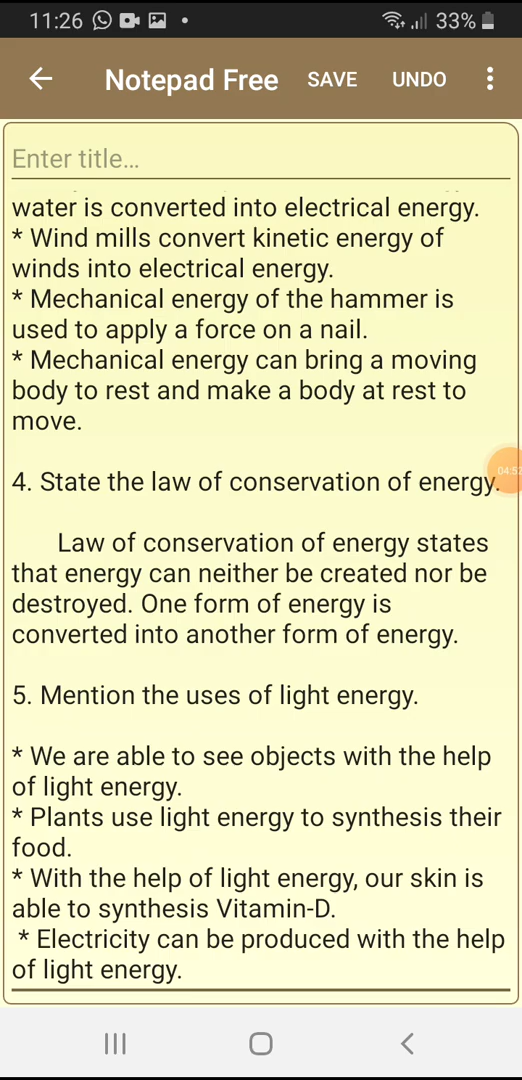 11:26
33%
Notepad Free
SAVE
UNDO
Enter title...
water is converted into electrical energy.
* Wind mills convert kinetic energy of
winds into electrical energy.
* Mechanical energy of the hammer is
used to apply a force on a nail.
* Mechanical energy can bring a moving
body to rest and make a body at rest to
move.
4. State the law of conservation of energy.
Law of conservation of energy states
that energy can neither be created nor be
destroyed. One form of energy is
converted into another form of energy.
5. Mention the uses of light energy.
* We are able to see objects with the help
of light energy.
* Plants use light energy to synthesis their
food.
* With the help of light energy, our skin is
able to synthesis Vitamin-D.
* Electricity can be produced with the help
of light energy.